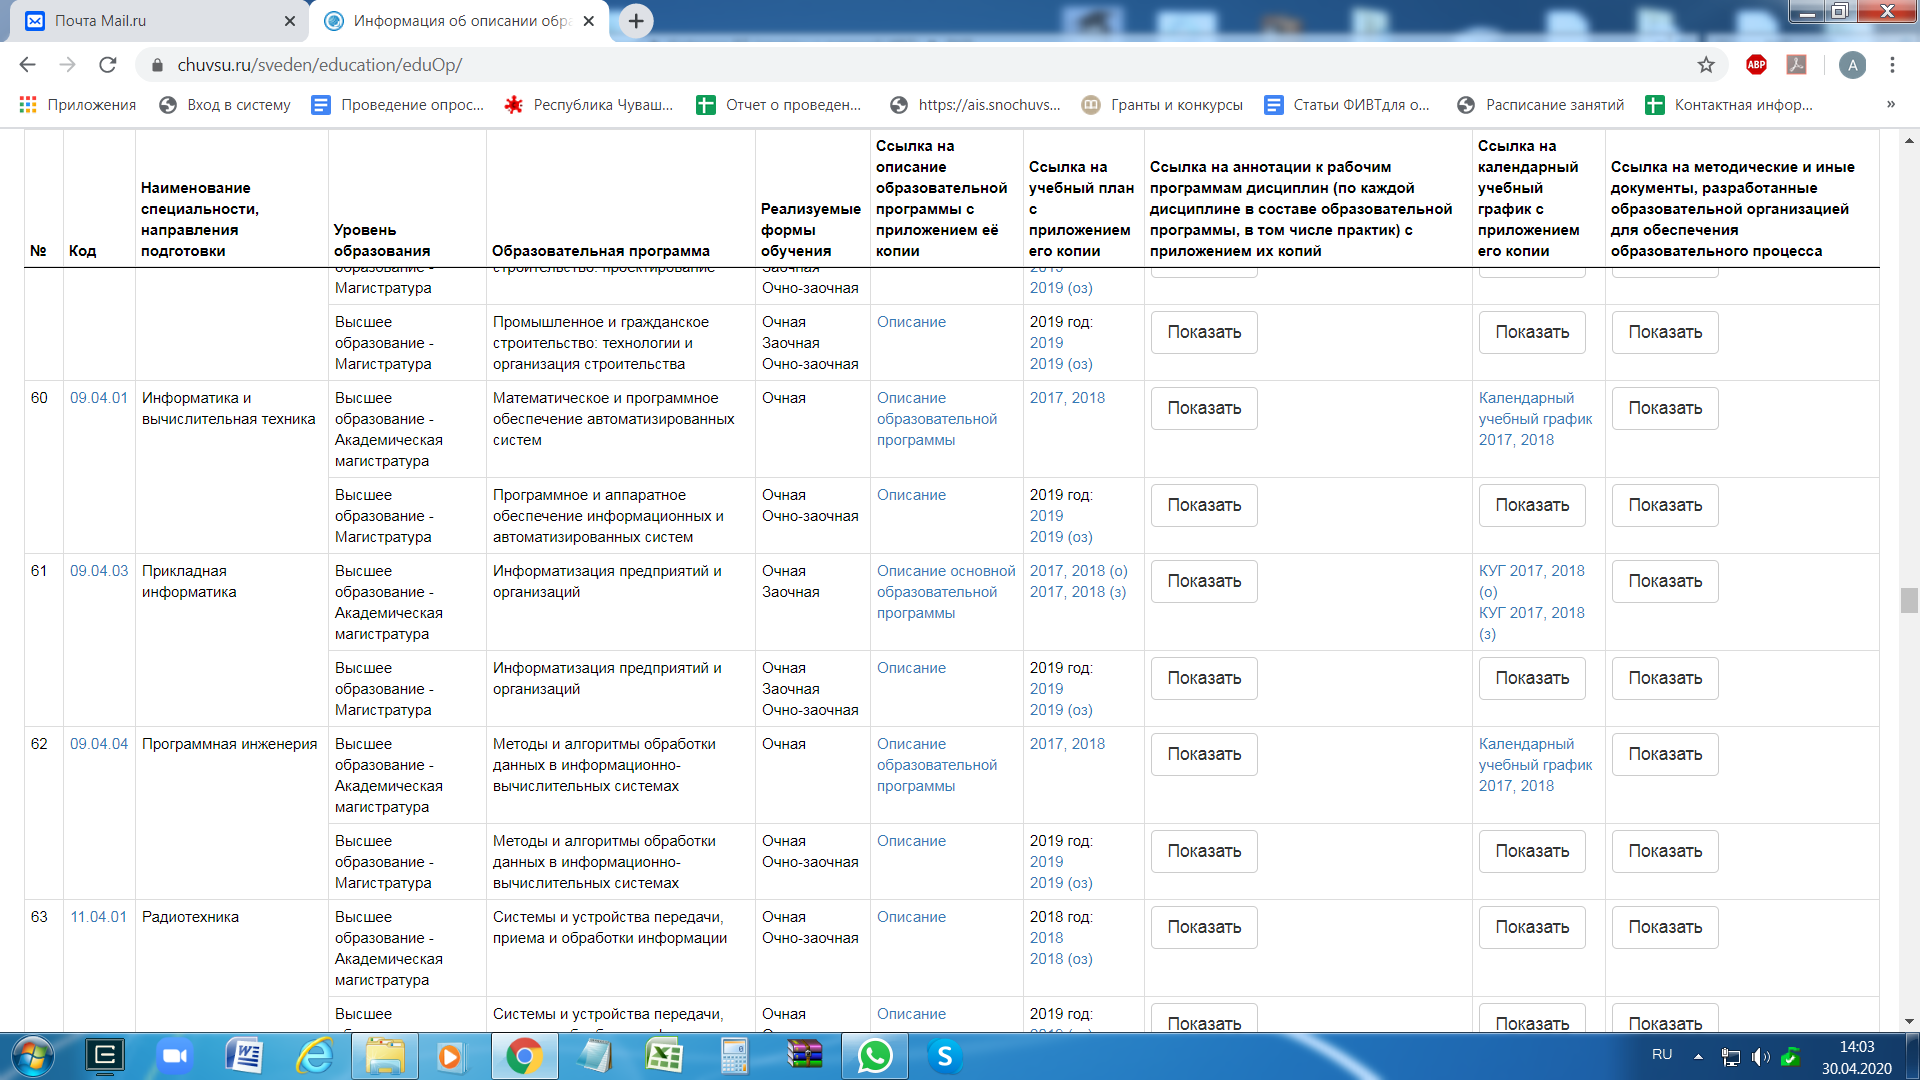 Почта Mail.ru
Информация об описании обра
chuvsu.ru/sveden/education/eduOp/
ABP
A
Приложения
Вход в систему
Проведение опрос...
Республика Чуваш...
Отчет о проведен...
https://ais.snochuvs...
Гранты и конкурсы
Статьи ФИВТдля о...
Расписание занятий
Контактная инфор...
»
№
Код
Наименование
специальности,
направления
подготовки
Уровень
образования
Образовательная программа
Реализуемые
формы
обучения
Ссылка на
описание
образовательной
программы с
приложением её
копии
Ссылка на
учебный план
с
приложением
его копии
Ссылка на аннотации к рабочим
программам дисциплин (по каждой
дисциплине в составе образовательной
программы, в том числе практик) с
приложением их копий
Ссылка на
календарный
учебный
график с
приложением
его копии
Ссылка на методические и иные
документы, разработанные
образовательной организацией
для обеспечения
образовательного процесса
образование -
Магистратура
строительство: проектирование
Заочная
Очно-заочная
2019
2019 (оз)
Высшее
образование -
Магистратура
Промышленное и гражданское
строительство: технологии и
организация строительства
Очная
Заочная
Очно-заочная
Описание
2019 год:
2019
2019 (оз)
Показать
Показать
Показать
60
09.04.01
Информатика и
вычислительная техника
Высшее
образование -
Академическая
магистратура
Математическое и программное
обеспечение автоматизированных
систем
Очная
Описание
образовательной
программы
2017, 2018
Показать
Календарный
учебный график
2017, 2018
Показать
Высшее
образование -
Магистратура
Программное и аппаратное
обеспечение информационных и
автоматизированных систем
Очная
Очно-заочная
Описание
2019 год:
2019
2019 (оз)
Показать
Показать
Показать
61
09.04.03
Прикладная
информатика
Высшее
образование -
Академическая
магистратура
Информатизация предприятий и
организаций
Очная
Заочная
Описание основной
образовательной
программы
2017, 2018 (о)
2017, 2018 (з)
Показать
КУГ 2017, 2018
(о)
КУГ 2017, 2018
(з)
Показать
Высшее
образование -
Магистратура
Информатизация предприятий и
организаций
Очная
Заочная
Очно-заочная
Описание
2019 год:
2019
2019 (оз)
Показать
Показать
Показать
62
09.04.04
Программная инженерия
Высшее
образование -
Академическая
магистратура
Методы и алгоритмы обработки
данных в информационно-
вычислительных системах
Очная
Описание
образовательной
программы
2017, 2018
Показать
Календарный
учебный график
2017, 2018
Показать
Высшее
образование -
Магистратура
Методы и алгоритмы обработки
данных в информационно-
вычислительных системах
Очная
Очно-заочная
Описание
2019 год:
2019
2019 (оз)
Показать
Показать
Показать
63
11.04.01
Радиотехника
Высшее
образование -
Академическая
магистратура
Системы и устройства передачи,
приема и обработки информации
Очная
Очно-заочная
Описание
2018 год:
2018
2018 (оз)
Показать
Показать
Показать
Высшее
Системы и устройства передачи,
Очная
Описание
2019 год:
Показать
Показать
Показать
RU
14:03
30.04.2020